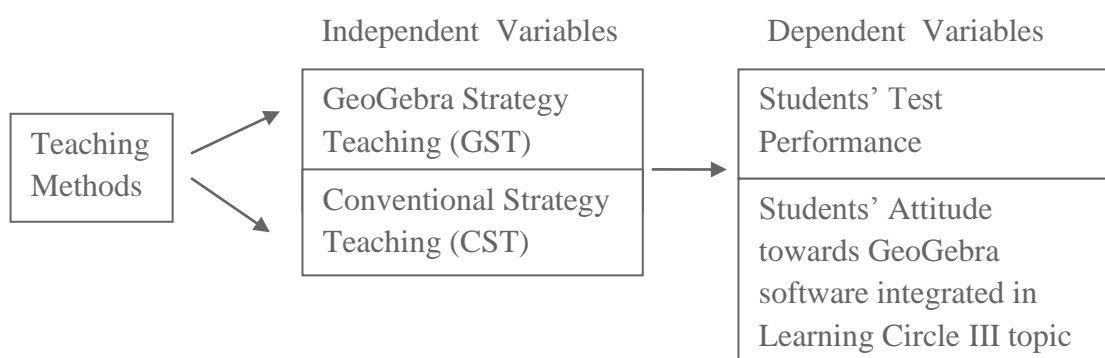 Independent Variables
Dependent Variables
Teaching
Methods
GeoGebra Strategy
Teaching (GST)
Conventional Strategy
Teaching (CST)
Students’ Test
Performance
Students’ Attitude
towards GeoGebra
software integrated in
Learning Circle III topic